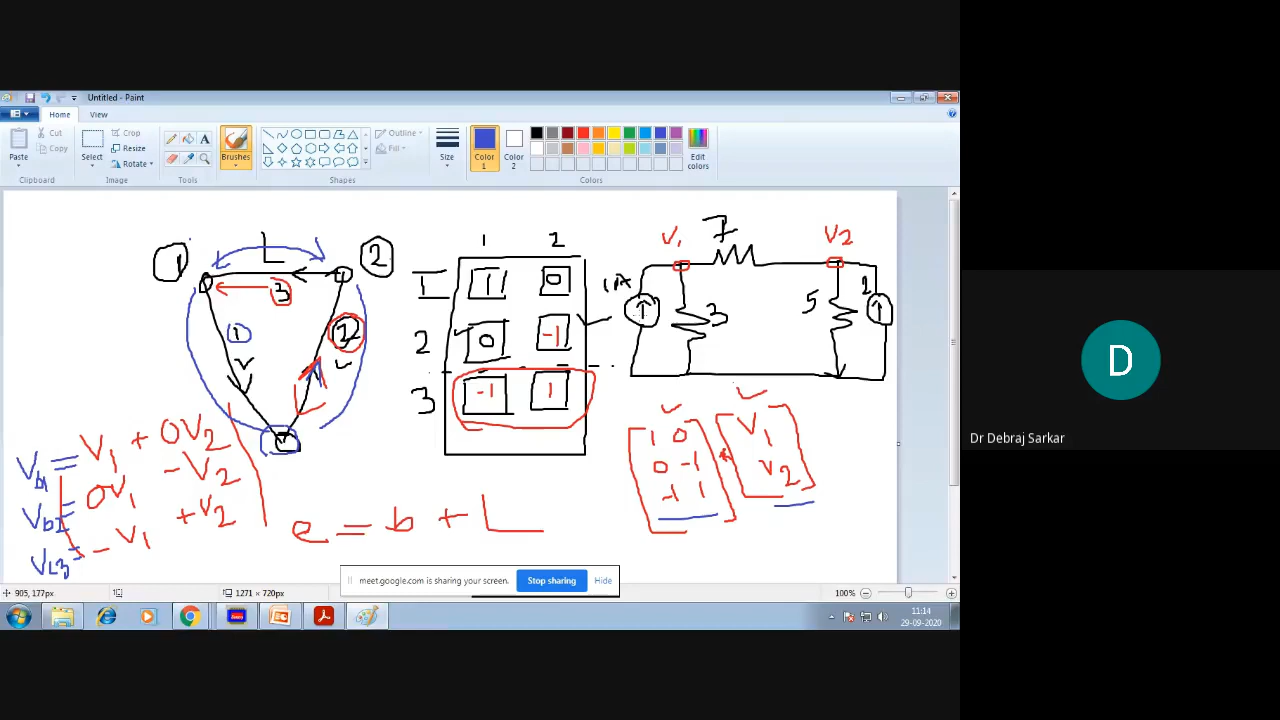 Untitled - Paint
Home View
Paste
Cut
Copy
Clipboard
Select
Crop
Resize
Rotate
Image
A
Tools
Brushes
Shapes
Outline
Fill
Size
Color 1
Color 2
Edit colors
Colors
1 L 2
3
1 2
1 2
1 1 0
2 0 -1
3 -1 1
V1 7 V2
1A 3 5 2
Vb1 = V1 + 0V2
Vb2 = 0V1 - V2
VL3 = - V1 + V2
e = b + L
1 0 V1
0 -1 V2
-1 1
meet.google.com is sharing your screen. Stop sharing Hide
905, 177px
1271 × 720px
100%
11:14
29-09-2020
D
Dr Debraj Sarkar